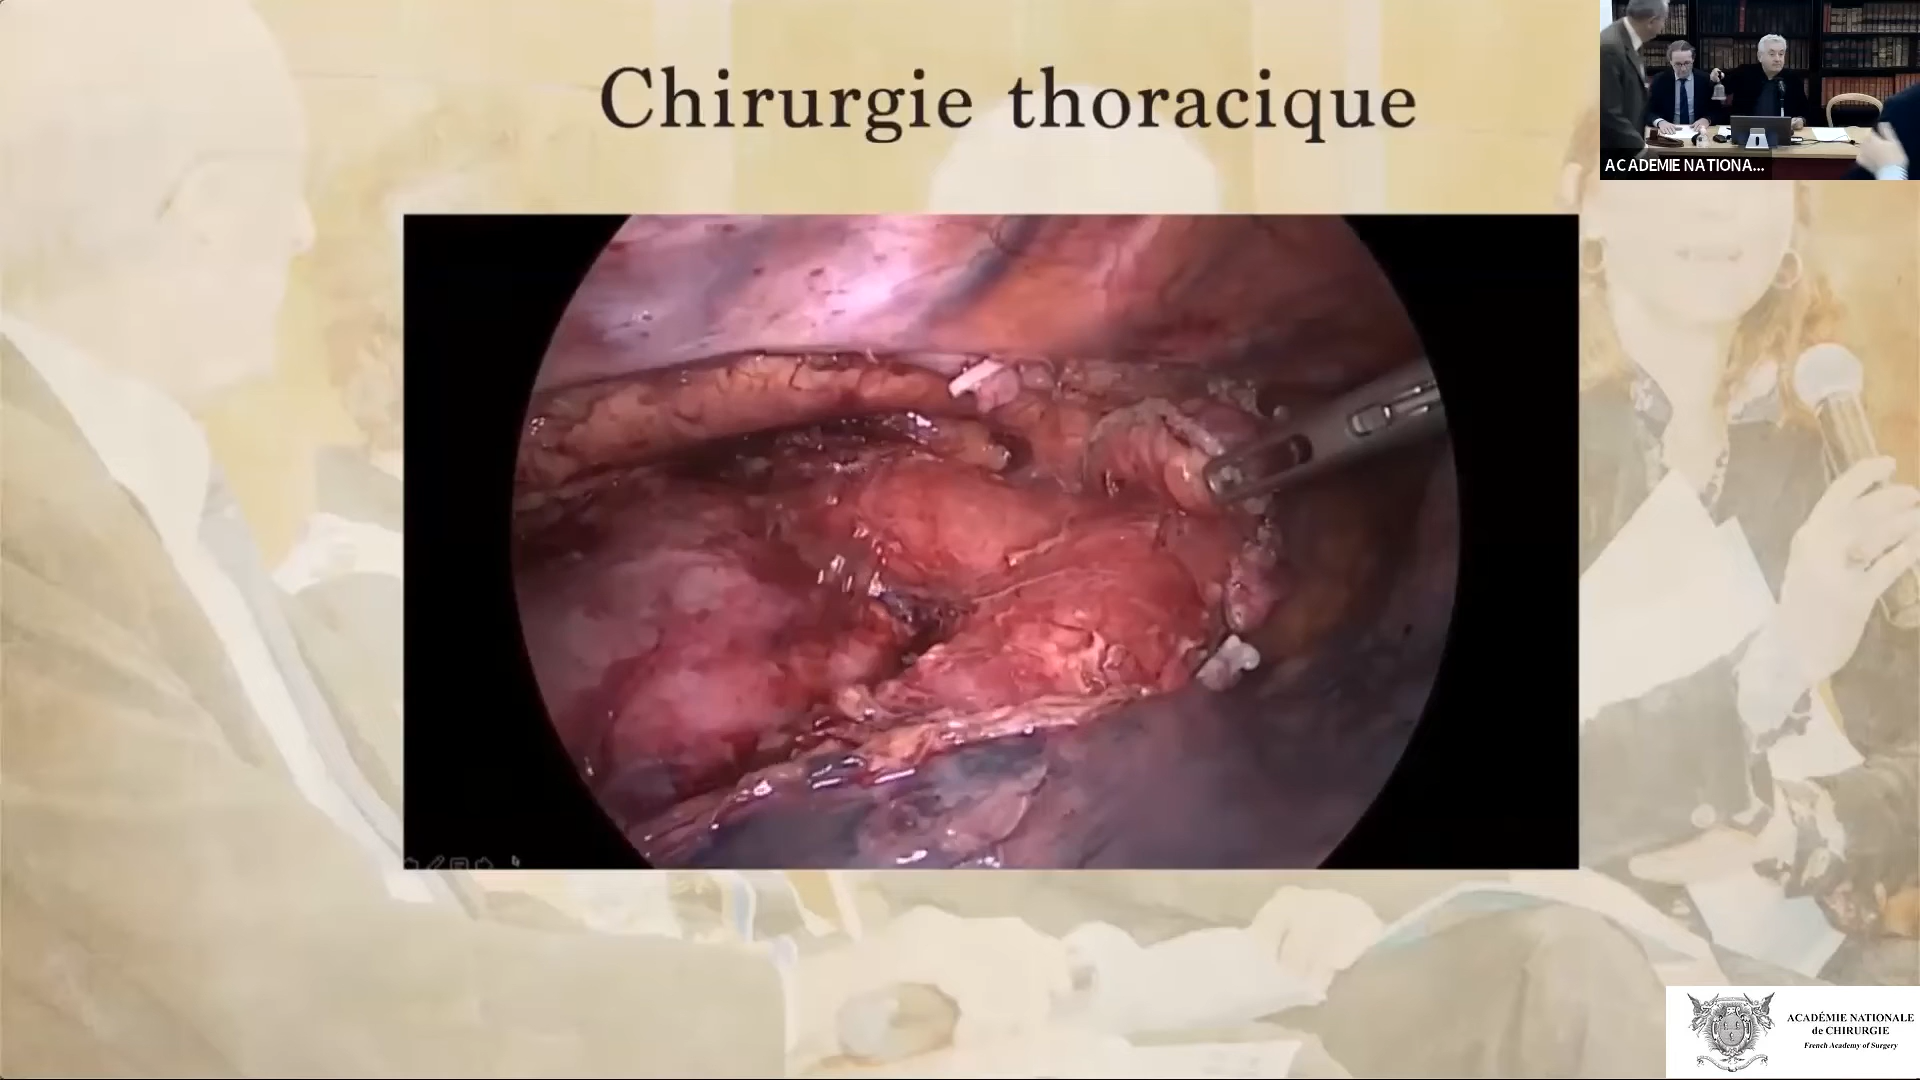 Chirurgie thoracique
ACADEMIE NATIONA...
ACADÉMIE NATIONALE
de CHIRURGIE
French Academy of Surgery